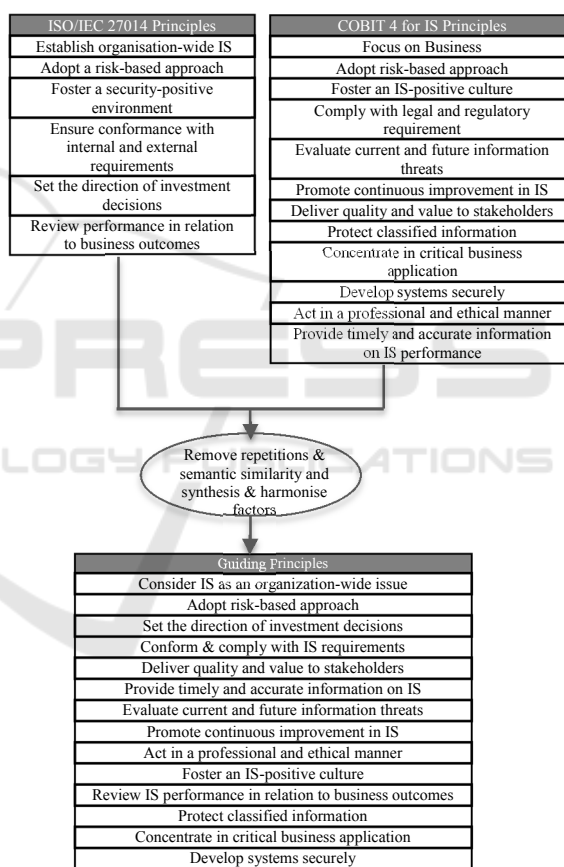 ISO/IEC 27014 Principles
Establish organisation-wide IS
Adopt a risk-based approach
Foster a security-positive
environment
Ensure conformance with
internal and external
requirements
Set the direction of investment
decisions
Review performance in relation
to business outcomes
COBIT 4 for IS Principles
Focus on Business
Adopt risk-based approach
Foster an IS-positive culture
Comply with legal and regulatory
requirement
Evaluate current and future information
threats
Promote continuous improvement in IS
Deliver quality and value to stakeholders
Protect classified information
Concentrate in critical business
application
Develop systems securely
Act in a professional and ethical manner
Provide timely and accurate information
on IS performance
PRESS
LOGY PUBLICATIONS
Remove repetitions &
semantic similarity and
synthesis & harmonise
factors
Guiding Principles
Consider IS as an organization-wide issue
Adopt risk-based approach
Set the direction of investment decisions
Conform & comply with IS requirements
Deliver quality and value to stakeholders
Provide timely and accurate information on IS
Evaluate current and future information threats
Promote continuous improvement in IS
Act in a professional and ethical manner
Foster an IS-positive culture
Review IS performance in relation to business outcomes
Protect classified information
Concentrate in critical business application
Develop systems securely